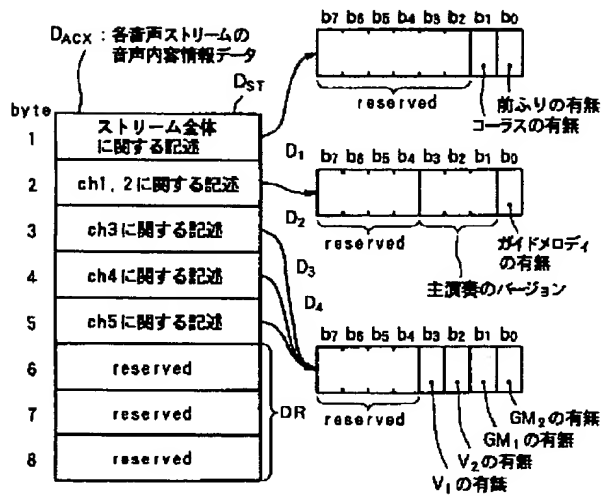 DACX : 各音声ストリームの
音声内容情報データ
DST
byte
1 ストリーム全体
に関する記述
2 ch1, 2に関する記述
3 ch3に関する記述
4 ch4に関する記述
5 ch5に関する記述
6 reserved
7 reserved
8 reserved
DR
D1
D2
D3
D4
b7 b6 b5 b4 b3 b2 b1 b0
reserved
前ふりの有無
コーラスの有無
b7 b6 b5 b4 b3 b2 b1 b0
reserved
ガイドメロディ
の有無
主演奏のバージョン
b7 b6 b5 b4 b3 b2 b1 b0
reserved
GM2の有無
GM1の有無
V2の有無
V1の有無